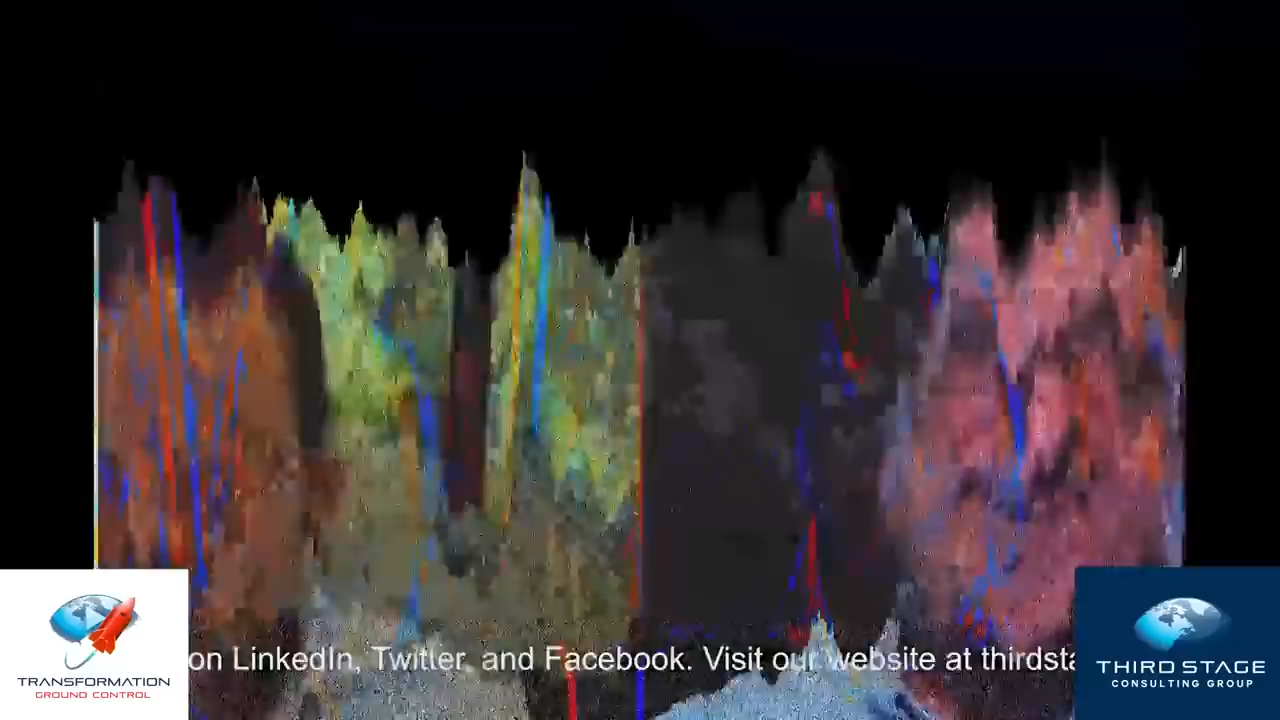 on LinkedIn, Twitter, and Facebook. Visit our website at thirdsta
TRANSFORMATION
GROUND CONTROL
THIRD STAGE
CONSULTING GROUP